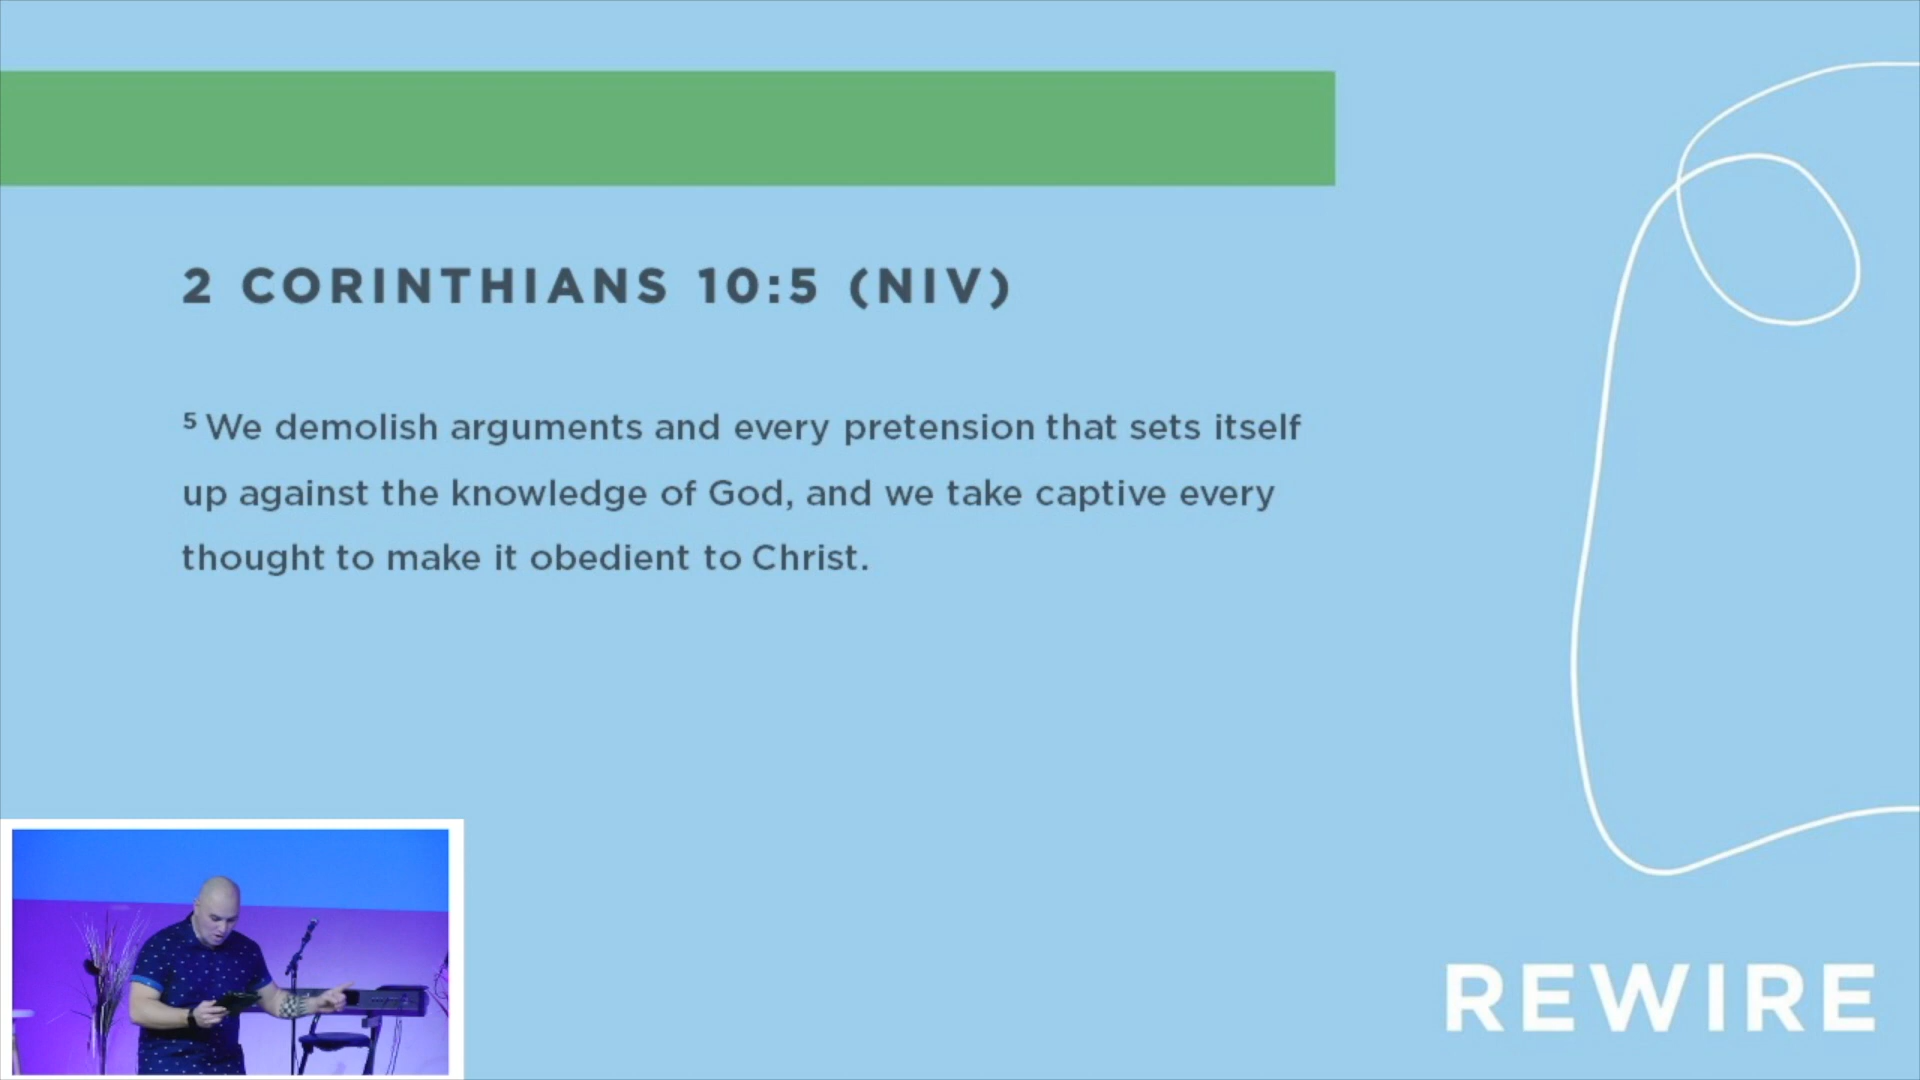 2 CORINTHIANS 10:5 (NIV)
⁵ We demolish arguments and every pretension that sets itself
up against the knowledge of God, and we take captive every
thought to make it obedient to Christ.
REWIRE